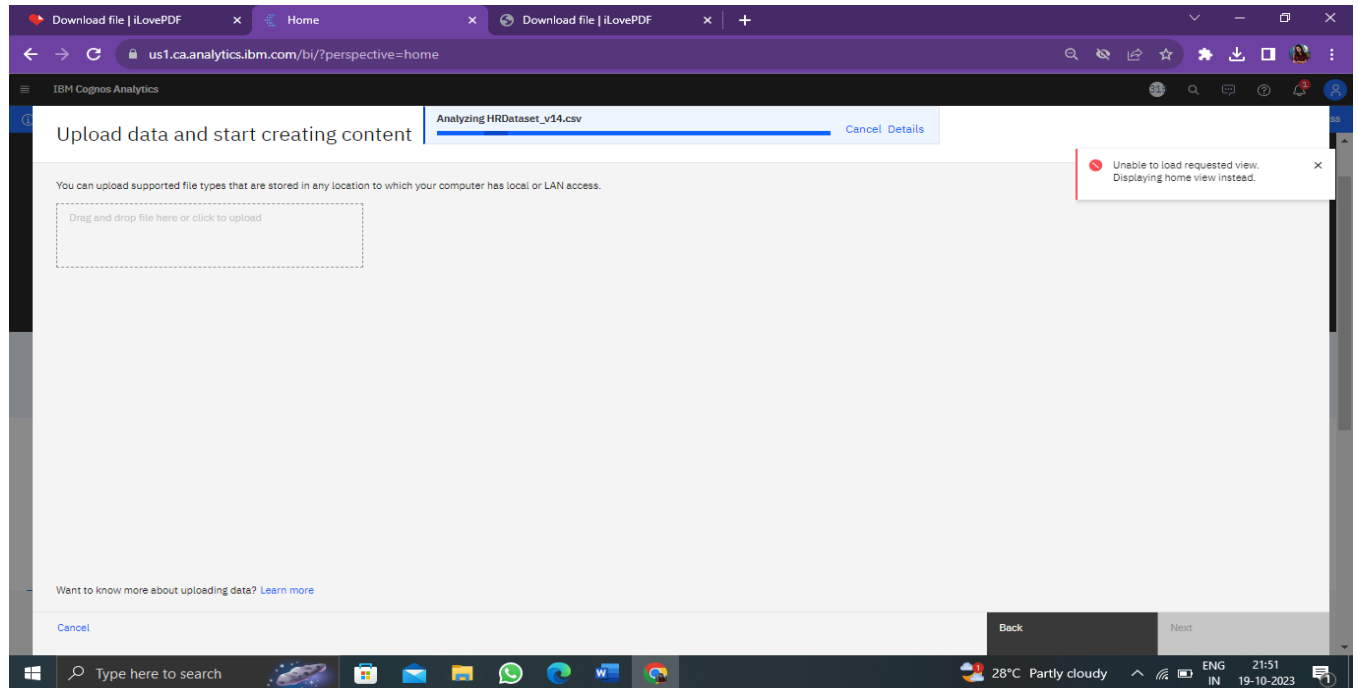 Download file | iLovePDF
Home
Download file | iLovePDF
us1.ca.analytics.ibm.com/bi/?perspective=home
IBM Cognos Analytics
1
Upload data and start creating content
Analyzing HRDataset_v14.csv
Cancel Details
ss
Unable to load requested view.
Displaying home view instead.
You can upload supported file types that are stored in any location to which your computer has local or LAN access.
Drag and drop file here or click to upload
Want to know more about uploading data? Learn more
Cancel
Back
Next
Type here to search
28°C Partly cloudy
ENG
IN
21:51
19-10-2023
1